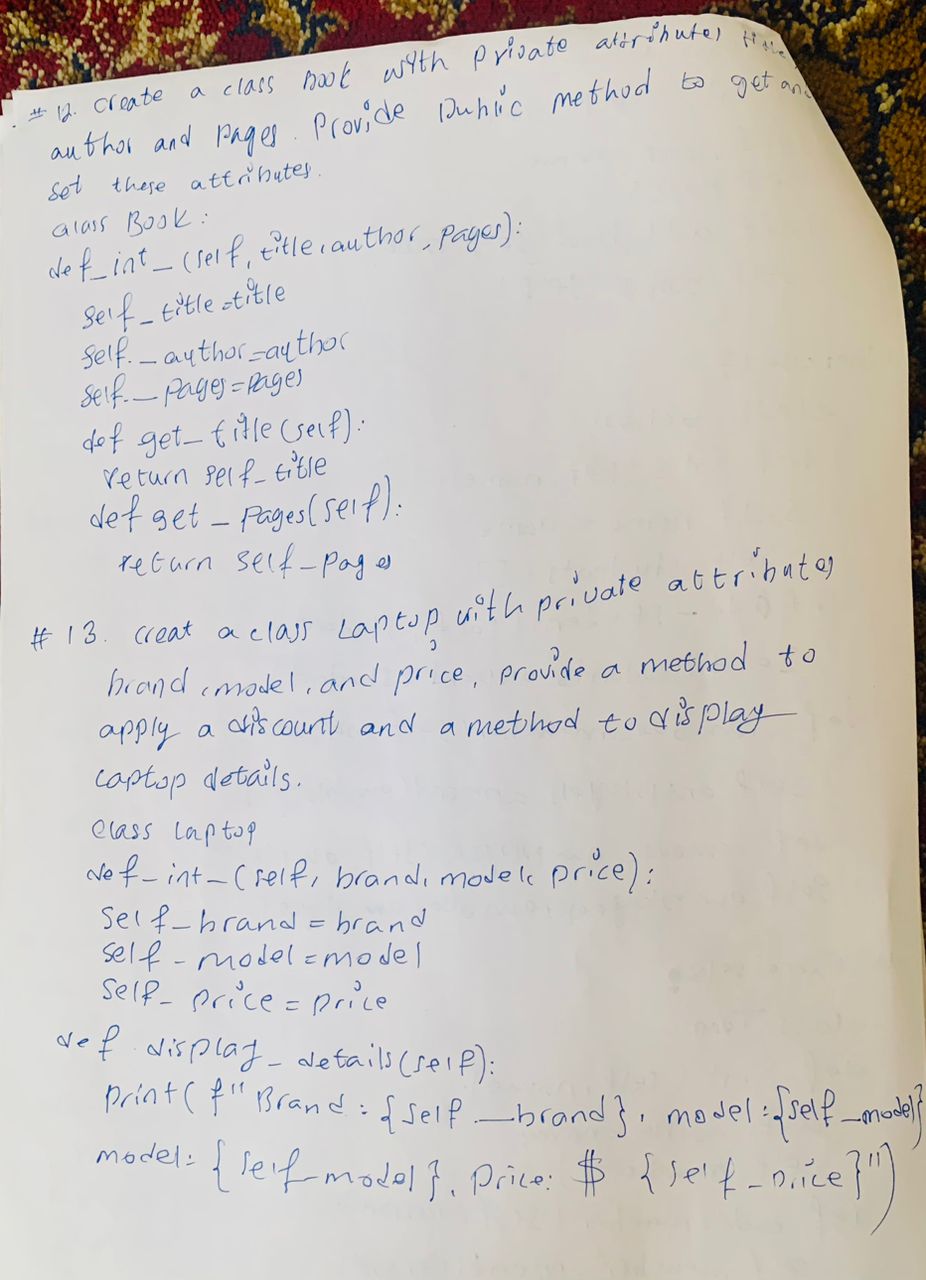 # 12. Create a class Book with private attributes title
author and pages. Provide public method to get and
set these attributes.
class Book:
def_int_(self, title, author, pages):
self_title=title
self._author=author
self._pages=pages
def get_title(self):
return self_title
def get_pages(self):
return self_pages
# 13. creat a class Laptop with private attributes
brand, model, and price, provide a method to
apply a discount and a method to display
Laptop details.
class Laptop
def_int_(self, brand, model, price):
self_brand=brand
self_model=model
self_price=price
def display_details(self):
print(f"Brand:{self._brand}, model:{self_model}
model:{self_model}, price: $ {self_price}")